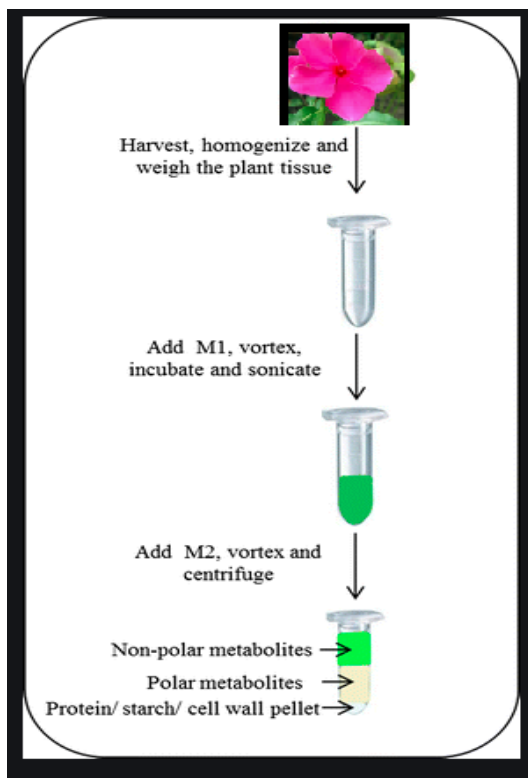 Harvest, homogenize and
weigh the plant tissue
Add M1, vortex,
incubate and sonicate
Add M2, vortex and
centrifuge
Non-polar metabolites
Polar metabolites
Protein/ starch/ cell wall pellet